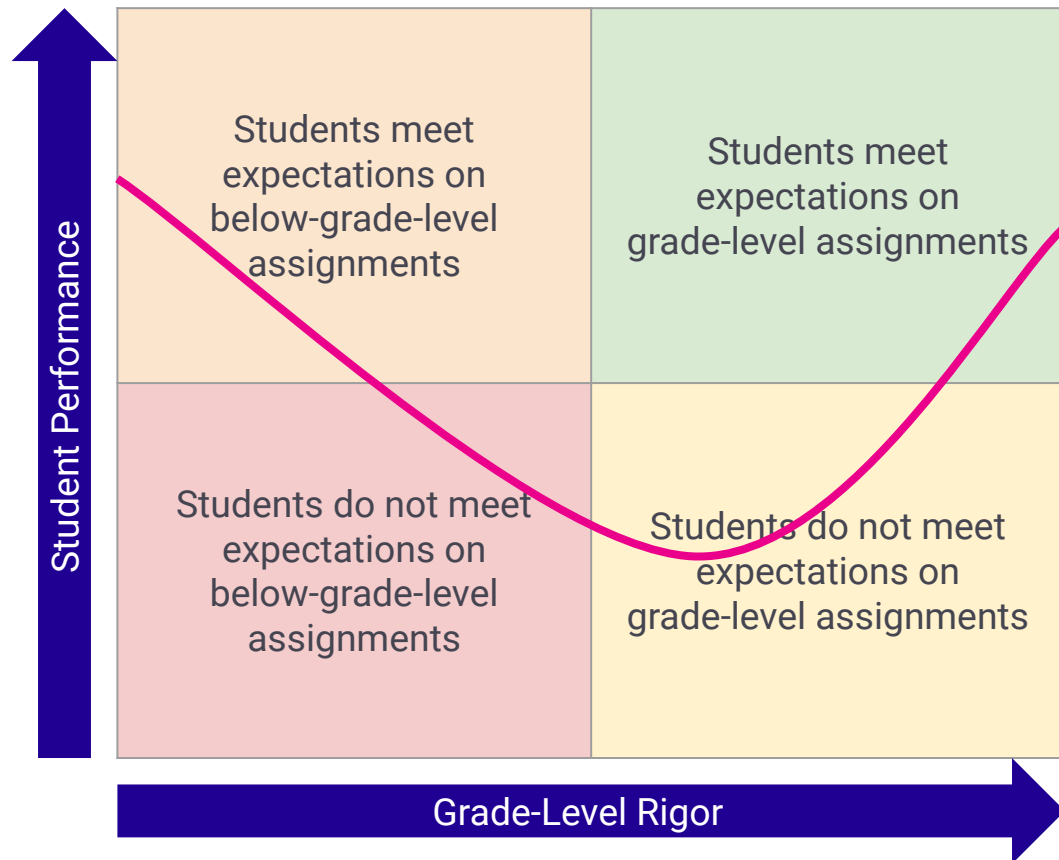 Student Performance
Students meet
expectations on
below-grade-level
assignments
Students meet
expectations on
grade-level assignments
Students do not meet
expectations on
below-grade-level
assignments
Students do not meet
expectations on
grade-level assignments
Grade-Level Rigor